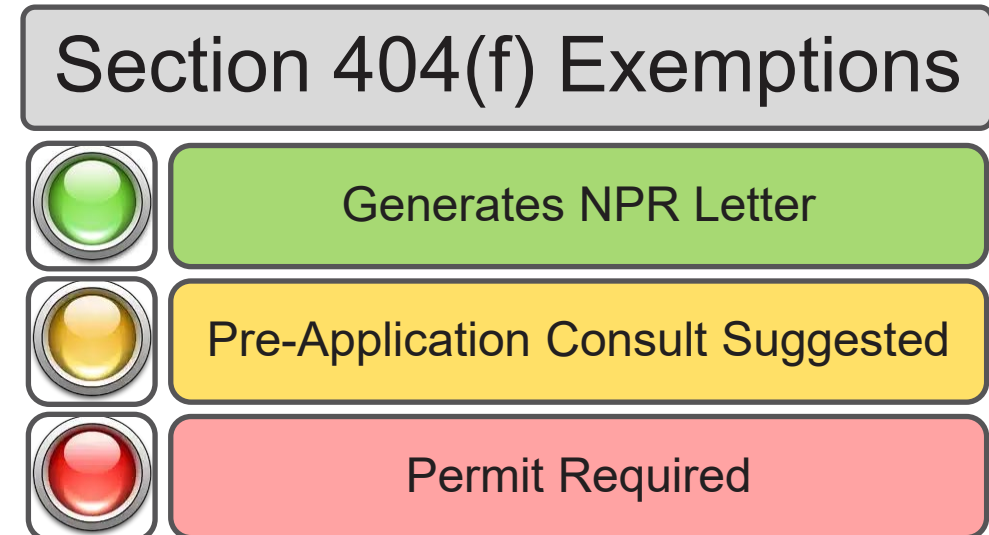 Section 404(f) Exemptions
Generates NPR Letter
Pre-Application Consult Suggested
Permit Required